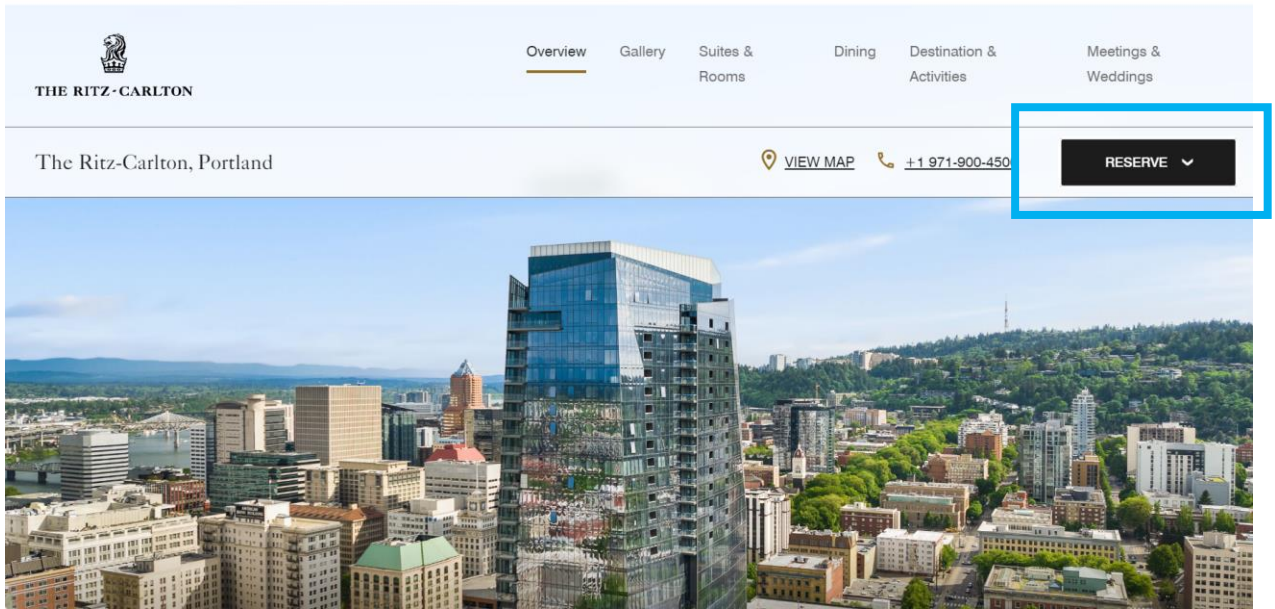 Overview Gallery Suites & Rooms Dining Destination & Activities Meetings & Weddings
THE RITZ-CARLTON
The Ritz-Carlton, Portland VIEW MAP +1 971-900-450 RESERVE